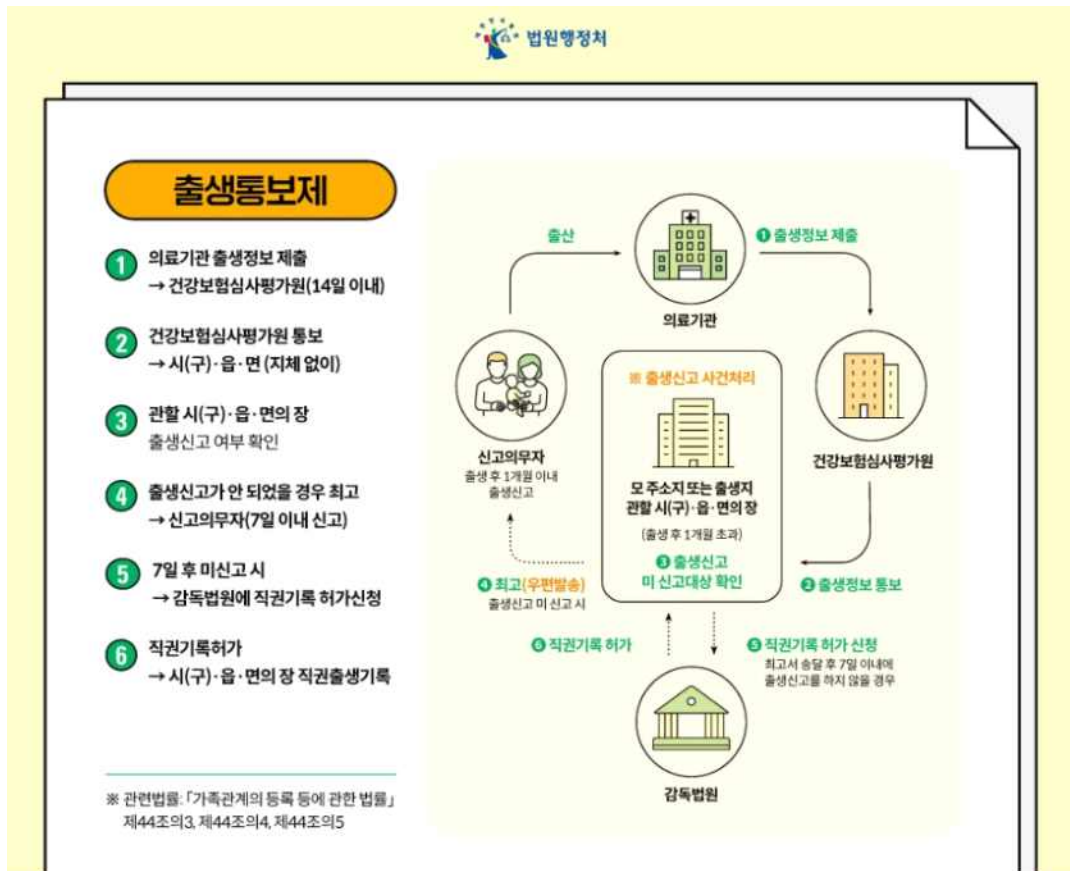 법원행정처
출생통보제
1 의료기관 출생정보 제출
→ 건강보험심사평가원(14일 이내)
2 건강보험심사평가원 통보
→ 시(구)·읍·면 (지체 없이)
3 관할 시(구)·읍·면의 장
출생신고 여부 확인
4 출생신고가 안 되었을 경우 최고
→ 신고의무자(7일 이내 신고)
5 7일 후 미신고 시
→ 감독법원에 직권기록 허가신청
6 직권기록허가
→ 시(구)·읍·면의 장 직권출생기록
※ 관련법률: 「가족관계의 등록 등에 관한 법률」
제44조의3, 제44조의4, 제44조의5
출산
❶ 출생정보 제출
의료기관
신고의무자
출생 후 1개월 이내
출생신고
※ 출생신고 사건처리
모 주소지 또는 출생지
관할 시(구)·읍·면의 장
(출생 후 1개월 초과)
❸ 출생신고
미 신고대상 확인
건강보험심사평가원
❹ 최고(우편발송)
출생신고 미 신고 시
❷ 출생정보 통보
❻ 직권기록 허가
❺ 직권기록 허가 신청
최고서 송달 후 7일 이내에
출생신고를 하지 않을 경우
감독법원